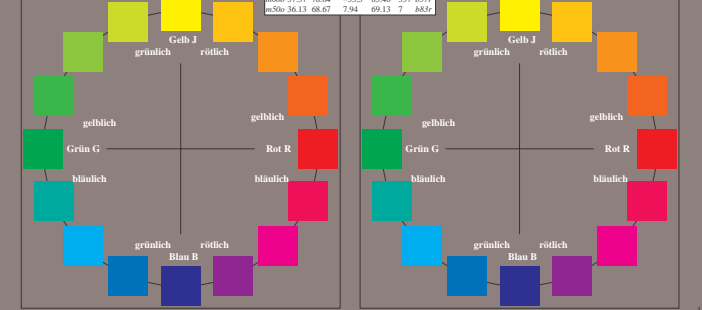 m50o 36.13 68.67 7.94 69.13 7 b83r
Gelb J
grünlich rötlich
gelblich gelblich
Grün G Rot R
bläulich bläulich
grünlich rötlich
Blau B
Gelb J
grünlich rötlich
gelblich gelblich
Grün G Rot R
bläulich bläulich
grünlich rötlich
Blau B